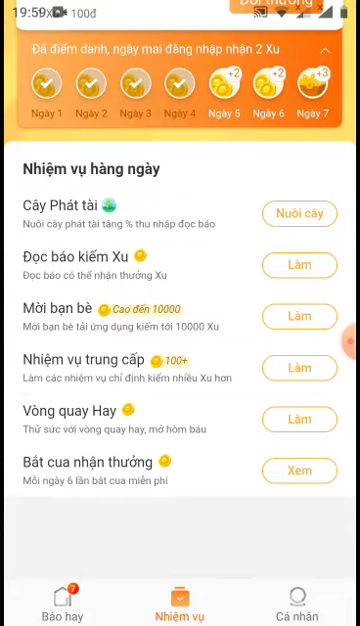 19:59
100đ
Đổi thưởng
Đã điểm danh, ngày mai đăng nhập nhận 2 Xu
+2 +2 +3
Ngày 1 Ngày 2 Ngày 3 Ngày 4 Ngày 5 Ngày 6 Ngày 7
Nhiệm vụ hàng ngày
Cây Phát tài
Nuôi cây phát tài tăng % thu nhập đọc báo
Nuôi cây
Đọc báo kiếm Xu
Đọc báo có thể nhận thưởng Xu
Làm
Mời bạn bè Cao đến 10000
Mời bạn bè tải ứng dụng kiếm tới 10000 Xu
Làm
Nhiệm vụ trung cấp 100+
Làm các nhiệm vụ chỉ định kiếm nhiều Xu hơn
Làm
Vòng quay Hay
Thử sức với vòng quay hay, mở hòm báu
Làm
Bắt cua nhận thưởng
Mỗi ngày 6 lần bắt cua miễn phí
Xem
7
Báo hay Nhiệm vụ Cá nhân